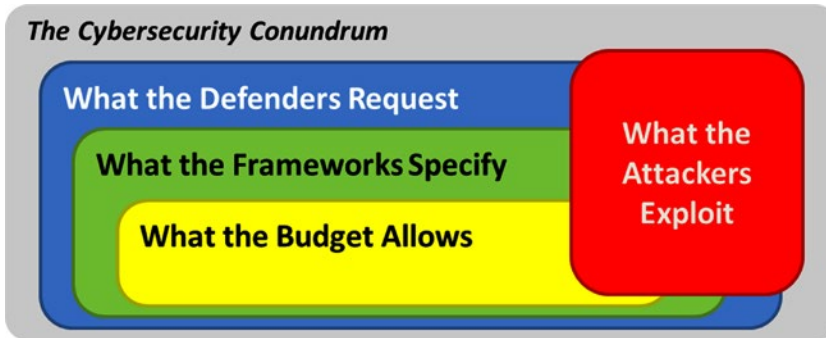 The Cybersecurity Conundrum
What the Defenders Request
What the Frameworks Specify
What the Budget Allows
What the
Attackers
Exploit